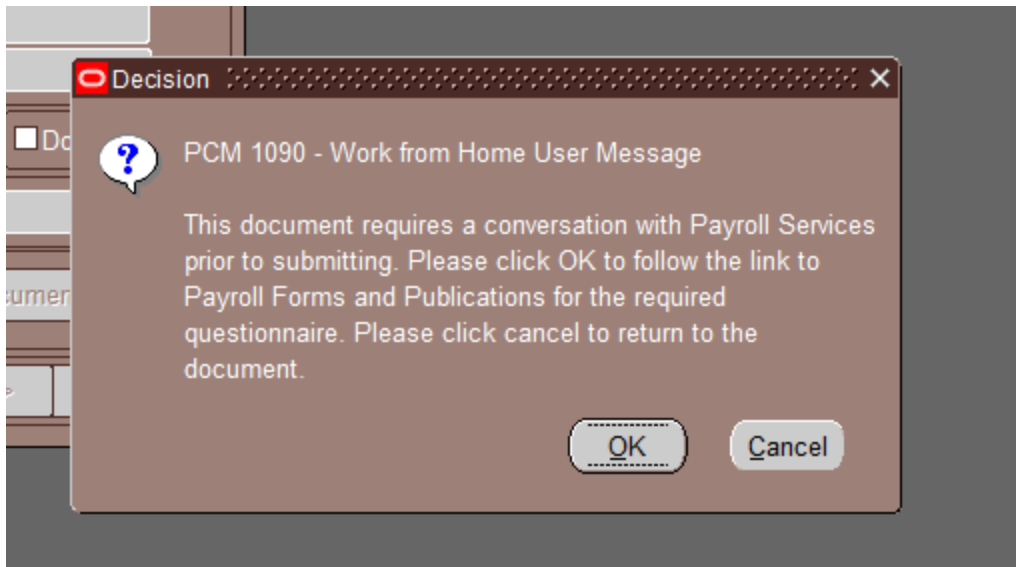 Decision
Do
PCM 1090 - Work from Home User Message
This document requires a conversation with Payroll Services
prior to submitting. Please click OK to follow the link to
Payroll Forms and Publications for the required
questionnaire. Please click cancel to return to the
document.
cumer
OK
Cancel